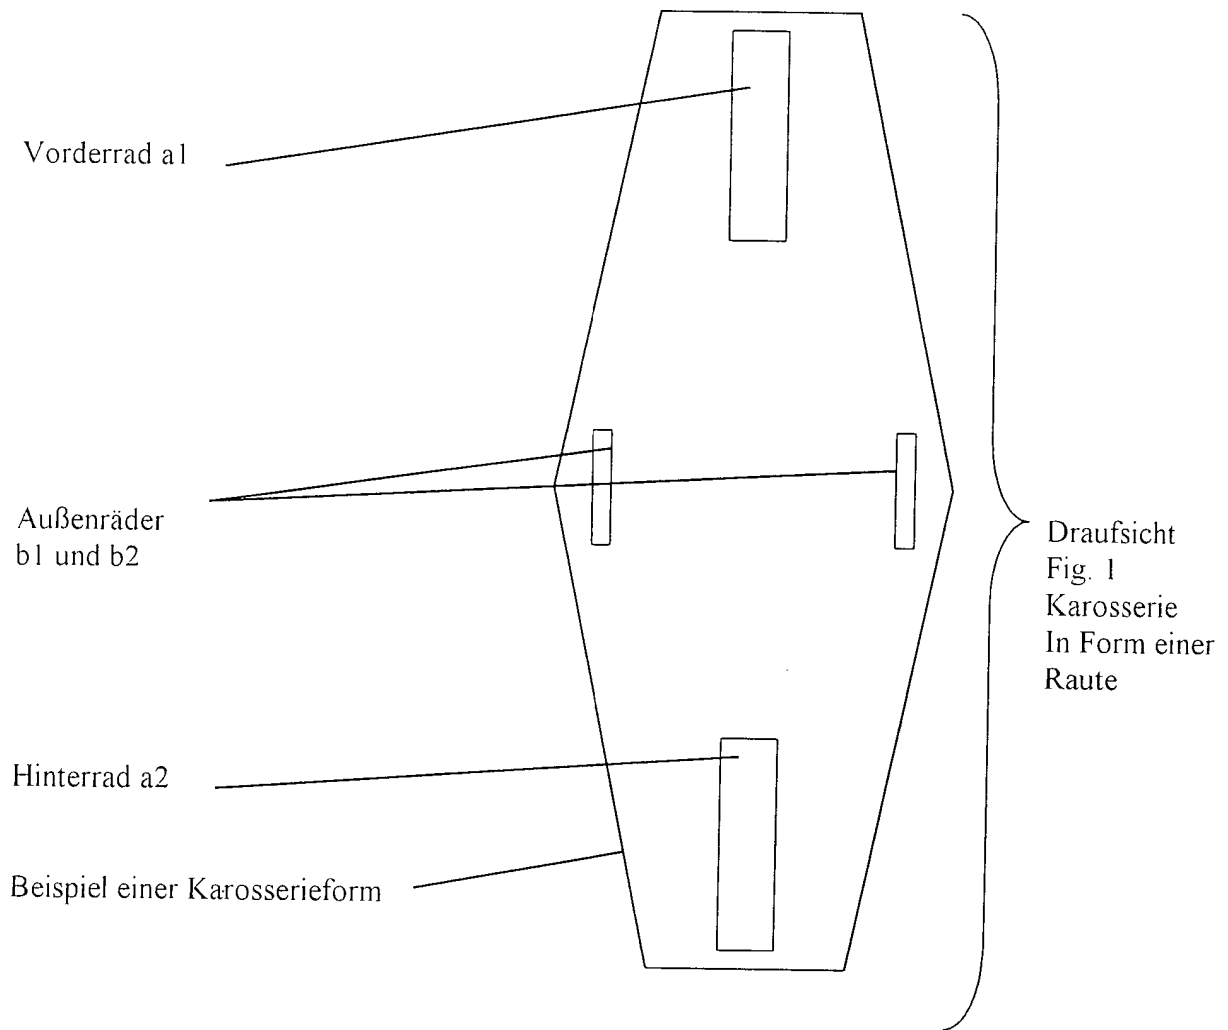 Vorderrad a1
Außenräder
b1 und b2
Draufsicht
Fig. 1
Karosserie
In Form einer
Raute
Hinterrad a2
Beispiel einer Karosserieform